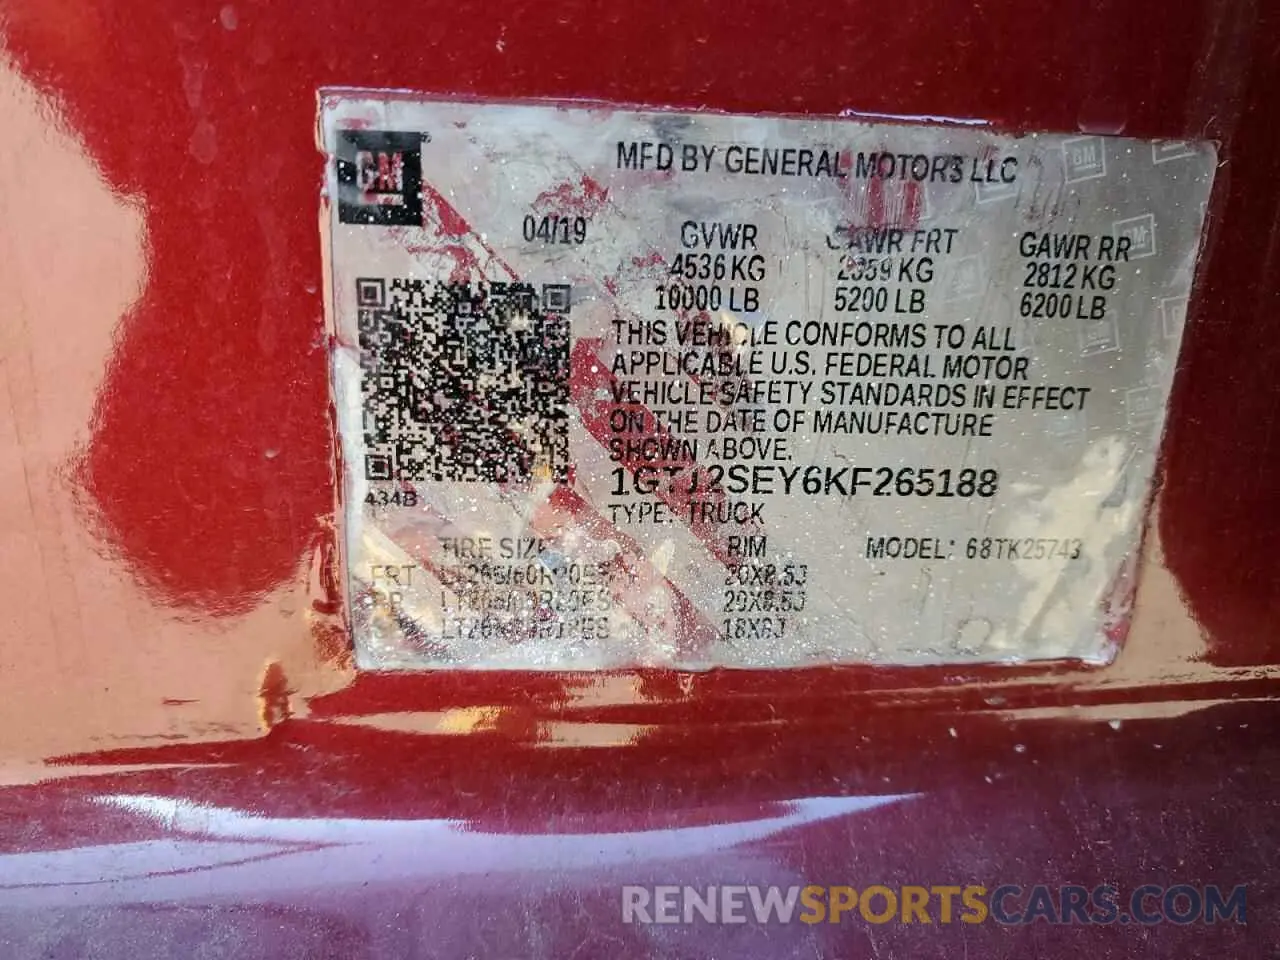 GM
MFD BY GENERAL MOTORS LLC
04/19 GVWR GAWR FRT GAWR RR
4536 KG 2359 KG 2812 KG
10000 LB 5200 LB 6200 LB
THIS VEHICLE CONFORMS TO ALL
APPLICABLE U.S. FEDERAL MOTOR
VEHICLE SAFETY STANDARDS IN EFFECT
ON THE DATE OF MANUFACTURE
SHOWN ABOVE.
434B
TYPE: TRUCK
TIRE SIZE RIM MODEL: 68TK25743
FRT 20X8.5J
20X8.5J
18X8J
RENEWSPORTSCARS.COM